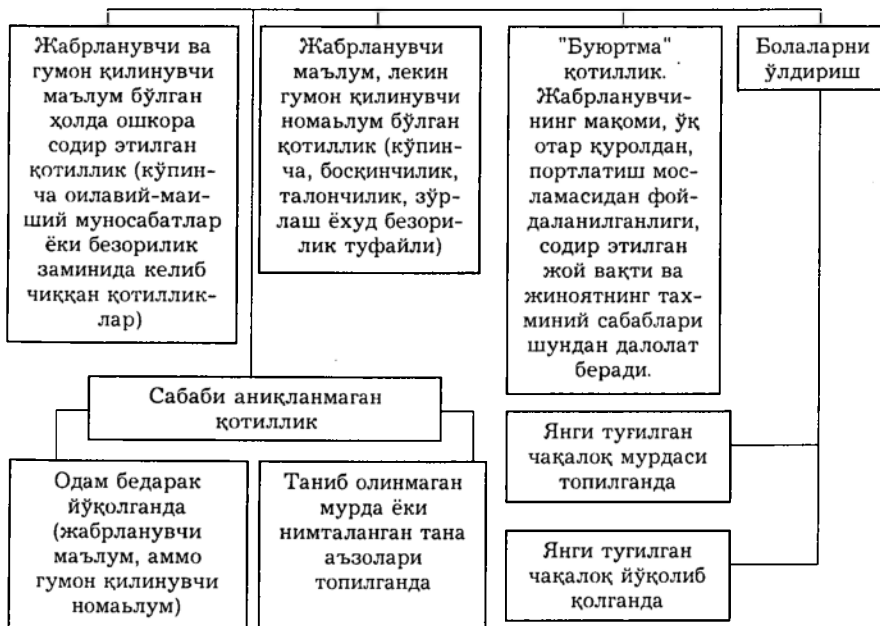 Жабрланувчи ва
гумон қилинувчи
маълум бўлган
ҳолда ошкора
содир этилган
қотиллик (кўпин-
ча оилавий-маи-
ший муносабатлар
ёки безорилик
заминида келиб
чиққан қотиллик-
лар)
Жабрланувчи
маълум, лекин
гумон қилинувчи
номаьлум бўлган
қотиллик (кўпин-
ча, босқинчилик,
талончилик, зўр-
лаш ёхуд безори-
лик туфайли)
"Буюртма"
қотиллик.
Жабрланувчи-
нинг мақоми, ўқ
отар қуролдан,
портлатиш мос-
ламасидан фой-
даланилганлиги,
содир этилган
жой вақти ва
жиноятнинг тах-
миний сабаблари
шундан далолат
беради.
Болаларни
ўлдириш
Сабаби аниқланмаган
қотиллик
Одам бедарак
йўқолганда
(жабрланувчи
маълум, аммо
гумон қилинувчи
номаьлум)
Таниб олинмаган
мурда ёки
нимталанган тана
аъзолари
топилганда
Янги туғилган
чақалоқ мурдаси
топилганда
Янги тугилган
чақалоқ йўқолиб
қолганда